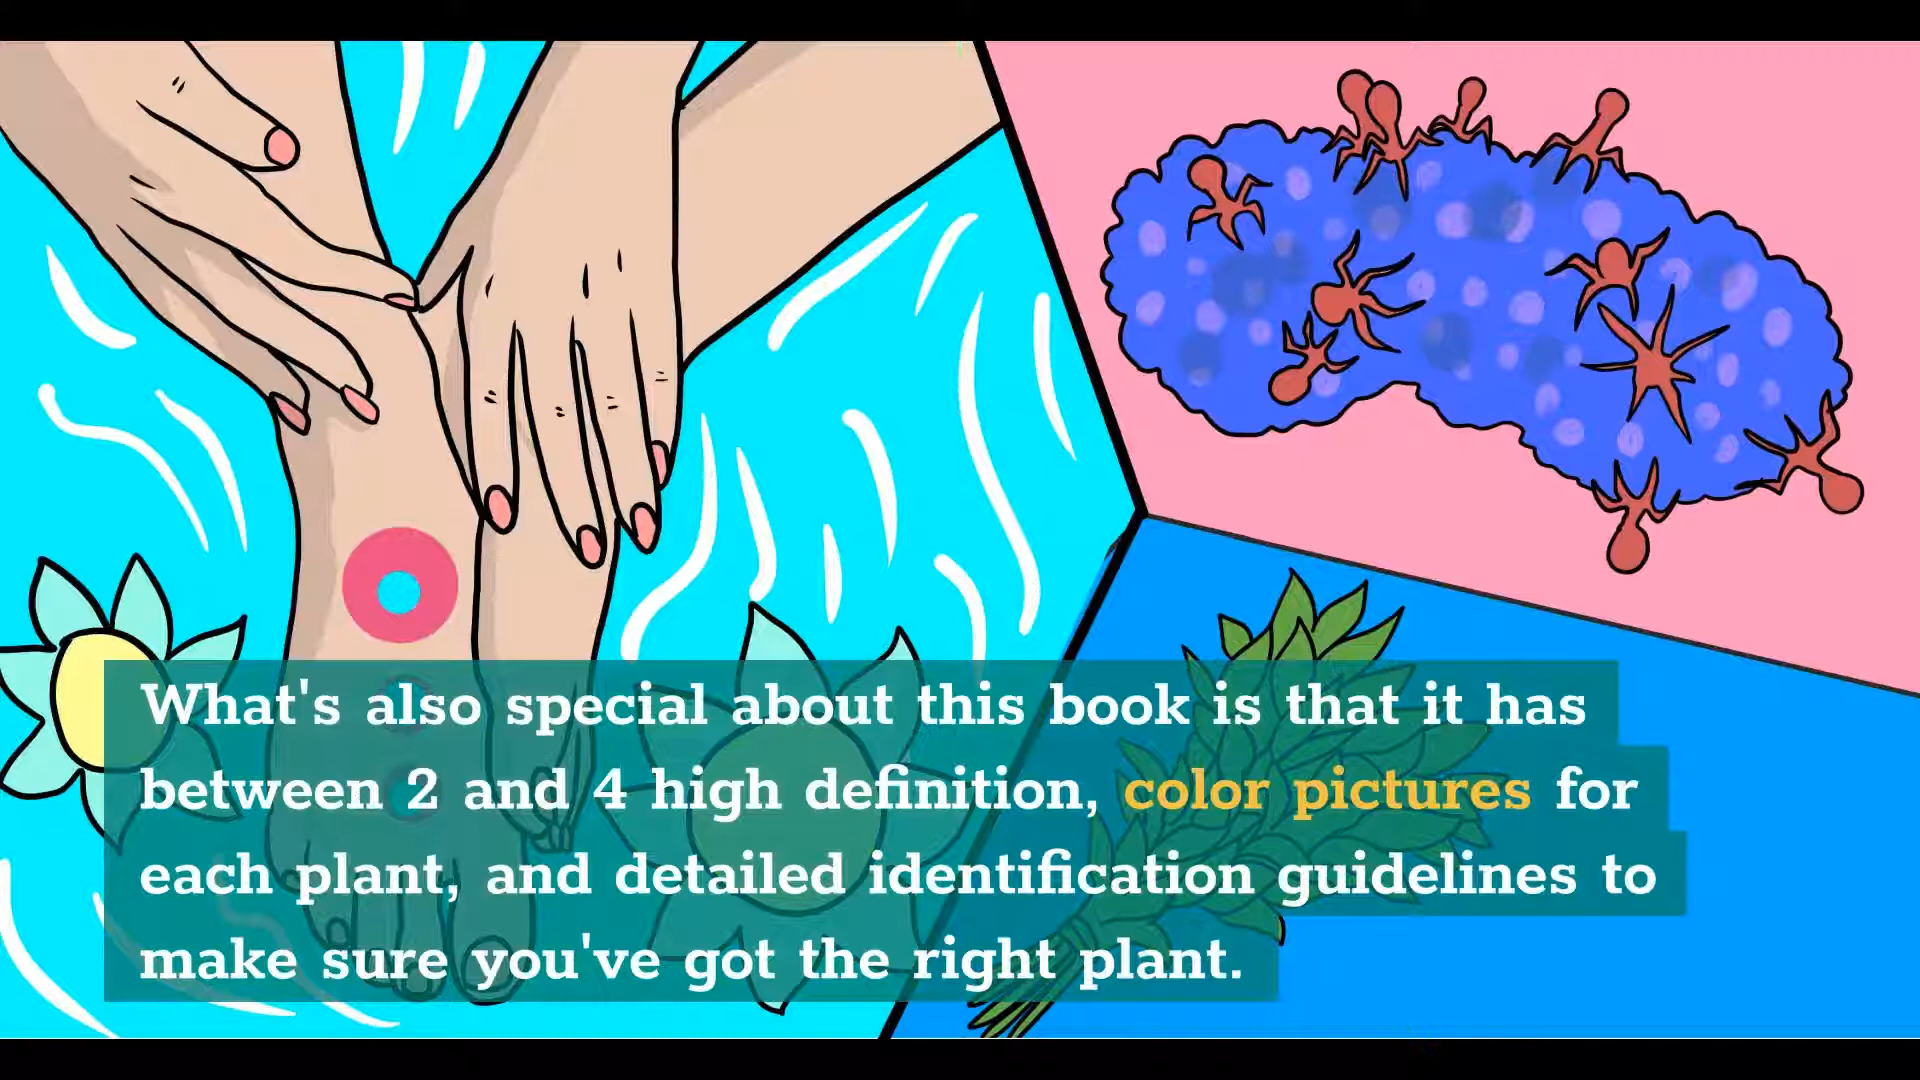 What's also special about this book is that it has
between 2 and 4 high definition, color pictures for
each plant, and detailed identification guidelines to
make sure you've got the right plant.